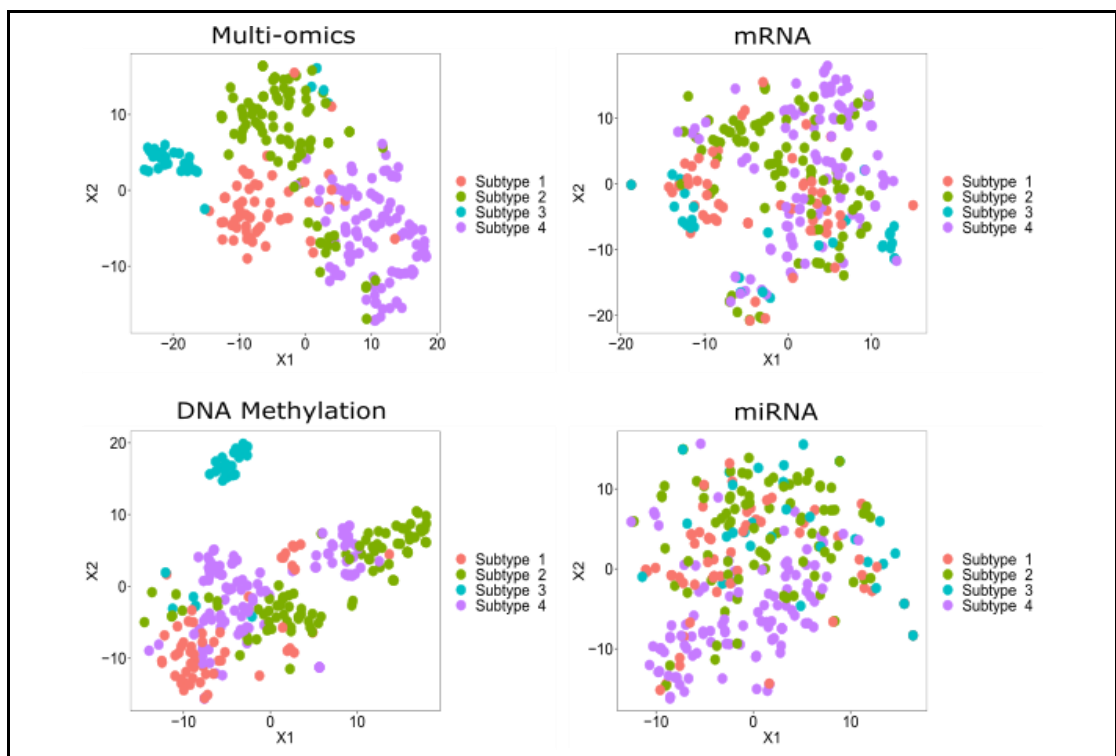 Multi-omics
10
0
−10
−20
−10
0
10
20
X1
X2
Subtype 1
Subtype 2
Subtype 3
Subtype 4
mRNA
10
0
−10
−20
−20
−10
0
10
X1
X2
Subtype 1
Subtype 2
Subtype 3
Subtype 4
DNA Methylation
20
10
0
−10
−10
0
10
X1
X2
Subtype 1
Subtype 2
Subtype 3
Subtype 4
miRNA
10
0
−10
−10
0
10
X1
X2
Subtype 1
Subtype 2
Subtype 3
Subtype 4